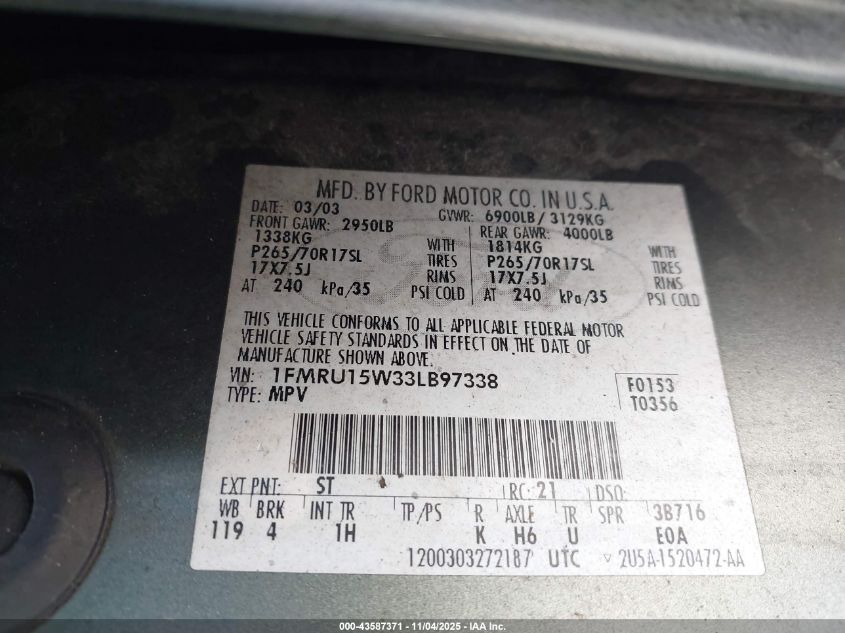 MFD. BY FORD MOTOR CO. IN U.S.A.
DATE: 03/03 GVWR: 6900LB/ 3129KG
FRONT GAWR: 2950LB REAR GAWR: 4000LB
1338KG WITH 1814KG WITH
P265/70R17SL TIRES P265/70R17SL TIRES
17X7.5J RIMS 17X7.5J RIMS
AT 240 kPa/35 PSI COLD AT 240 kPa/35 PSI COLD
THIS VEHICLE CONFORMS TO ALL APPLICABLE FEDERAL MOTOR
VEHICLE SAFETY STANDARDS IN EFFECT ON THE DATE OF
MANUFACTURE SHOWN ABOVE.
VIN: 1FMRU15W33LB97338 F0153
TYPE: MPV T0356
EXT PNT: ST RC: 21 DSO:
WB BRK INT TR TP/PS R AXLE TR SPR 3B716
119 4 1H K H6 U E0A
1200303272187 UTC ▽ 2U5A-1520472-AA
000-43587371 - 11/04/2025 - IAA Inc.